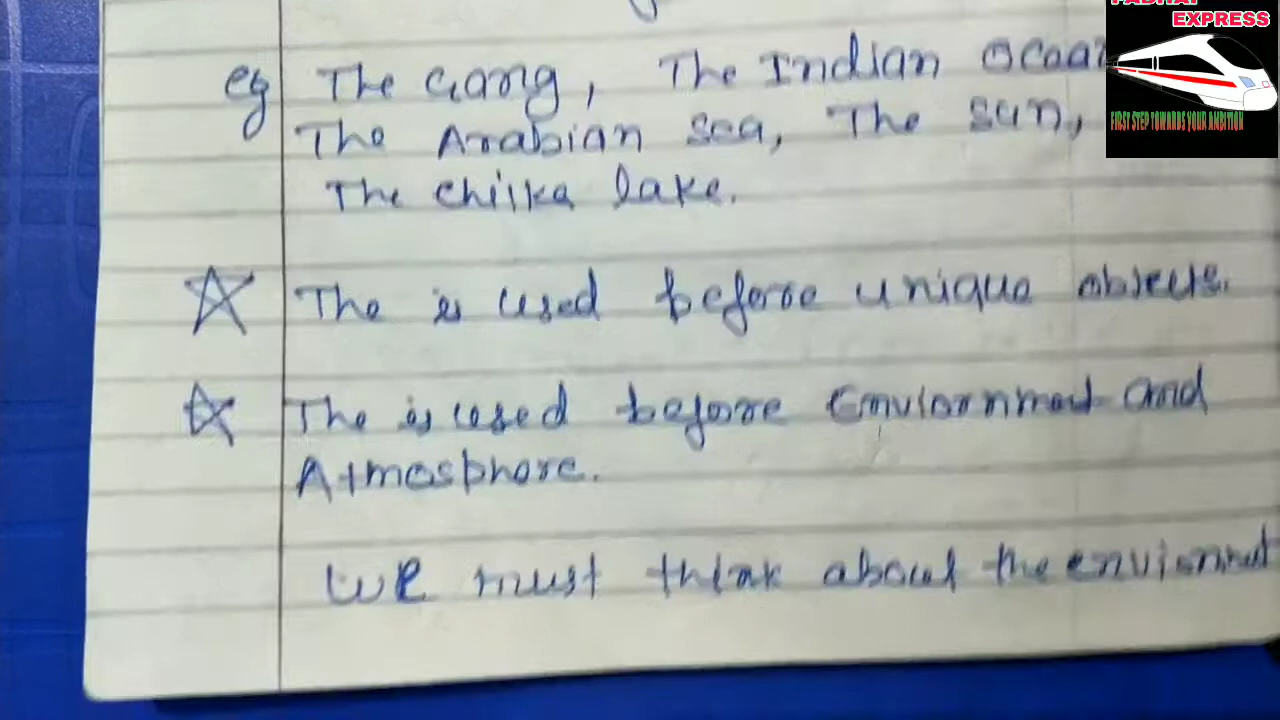 EXPRESS
FIRST STEP TOWARDS YOUR AMBITION
eg The Gang, The Indian
The Arabian sea, The sun,
The chilka lake.
The is used before unique objects.
The is used before Environment and
Atmosphere.
We must think about the environment